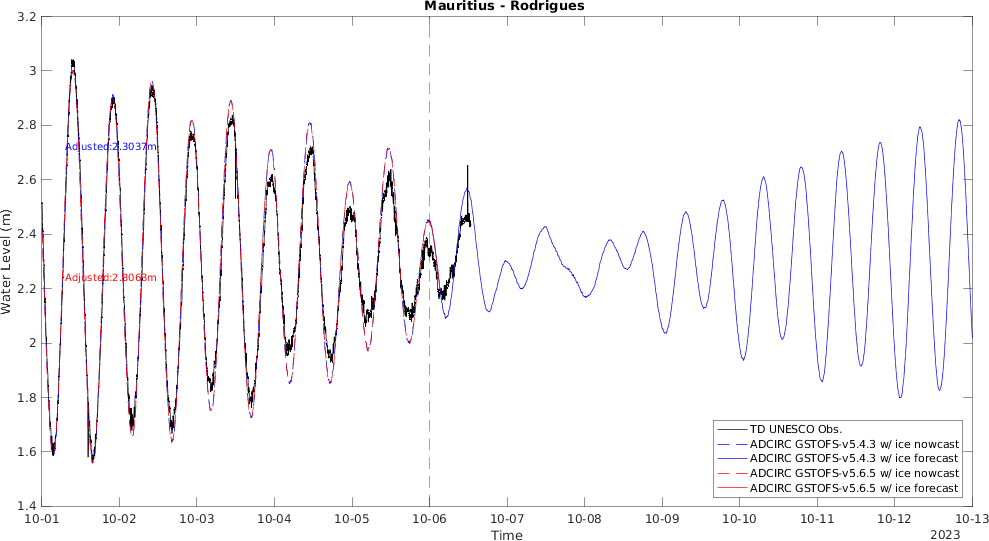 Mauritius - Rodrigues
3.2
3
2.8
2.6
2.4
2.2
2
1.8
1.6
1.4
Water Level (m)
Adjusted:2.3037m
Adjusted:2.3063m
TD UNESCO Obs.
ADCIRC GSTOFS-v5.4.3 w/ ice nowcast
ADCIRC GSTOFS-v5.4.3 w/ ice forecast
ADCIRC GSTOFS-v5.6.5 w/ ice nowcast
ADCIRC GSTOFS-v5.6.5 w/ ice forecast
10-01 10-02 10-03 10-04 10-05 10-06 10-07 10-08 10-09 10-10 10-11 10-12 10-13
Time
2023